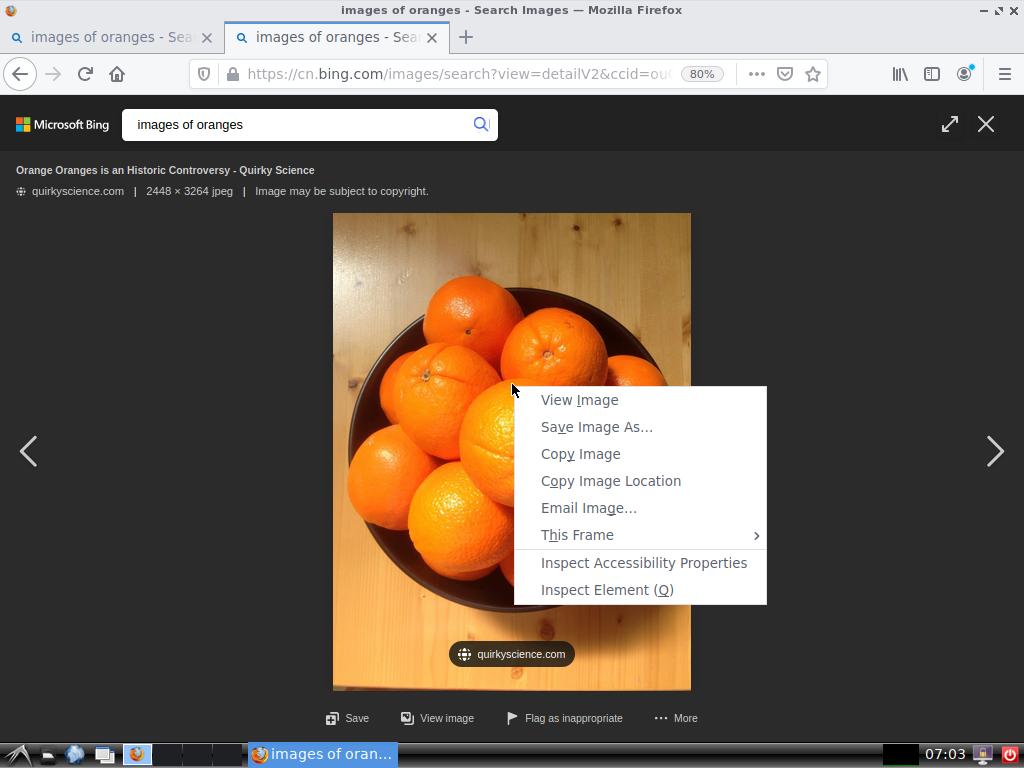 images of oranges - Search Images — Mozilla Firefox
images of oranges - Sea
images of oranges - Sea
https://cn.bing.com/images/search?view=detailV2&ccid=ou
80%
Microsoft Bing
images of oranges
Orange Oranges is an Historic Controversy - Quirky Science
quirkyscience.com | 2448 × 3264 jpeg | Image may be subject to copyright.
View Image
Save Image As…
Copy Image
Copy Image Location
Email Image…
This Frame
Inspect Accessibility Properties
Inspect Element (Q)
quirkyscience.com
Save
View image
Flag as inappropriate
More
images of oran…
07:03